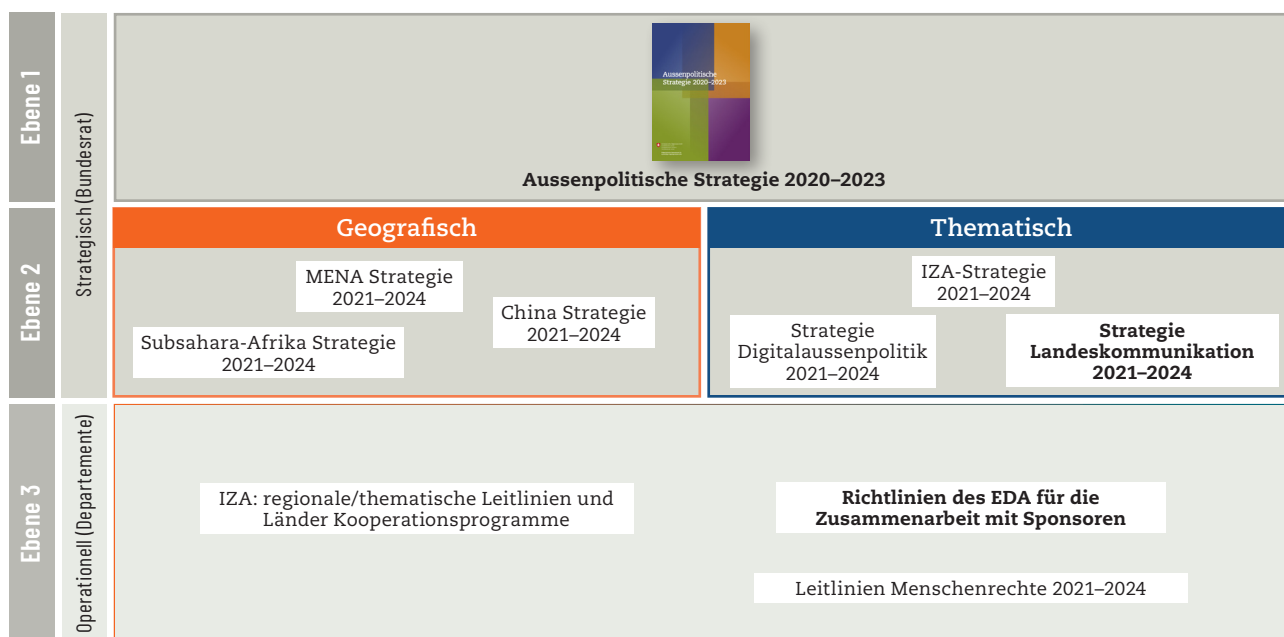 Ebene 1
Strategisch (Bundesrat)
Aussenpolitische
Strategie 2020–2023
Aussenpolitische Strategie 2020–2023
Ebene 2
Geografisch
MENA Strategie
2021–2024
China Strategie
2021–2024
Subsahara-Afrika Strategie
2021–2024
Thematisch
IZA-Strategie
2021–2024
Strategie
Digitalaussenpolitik
2021–2024
Strategie
Landeskommunikation
2021–2024
Ebene 3
Operationell (Departemente)
IZA: regionale/thematische Leitlinien und
Länder Kooperationsprogramme
Richtlinien des EDA für die
Zusammenarbeit mit Sponsoren
Leitlinien Menschenrechte 2021–2024